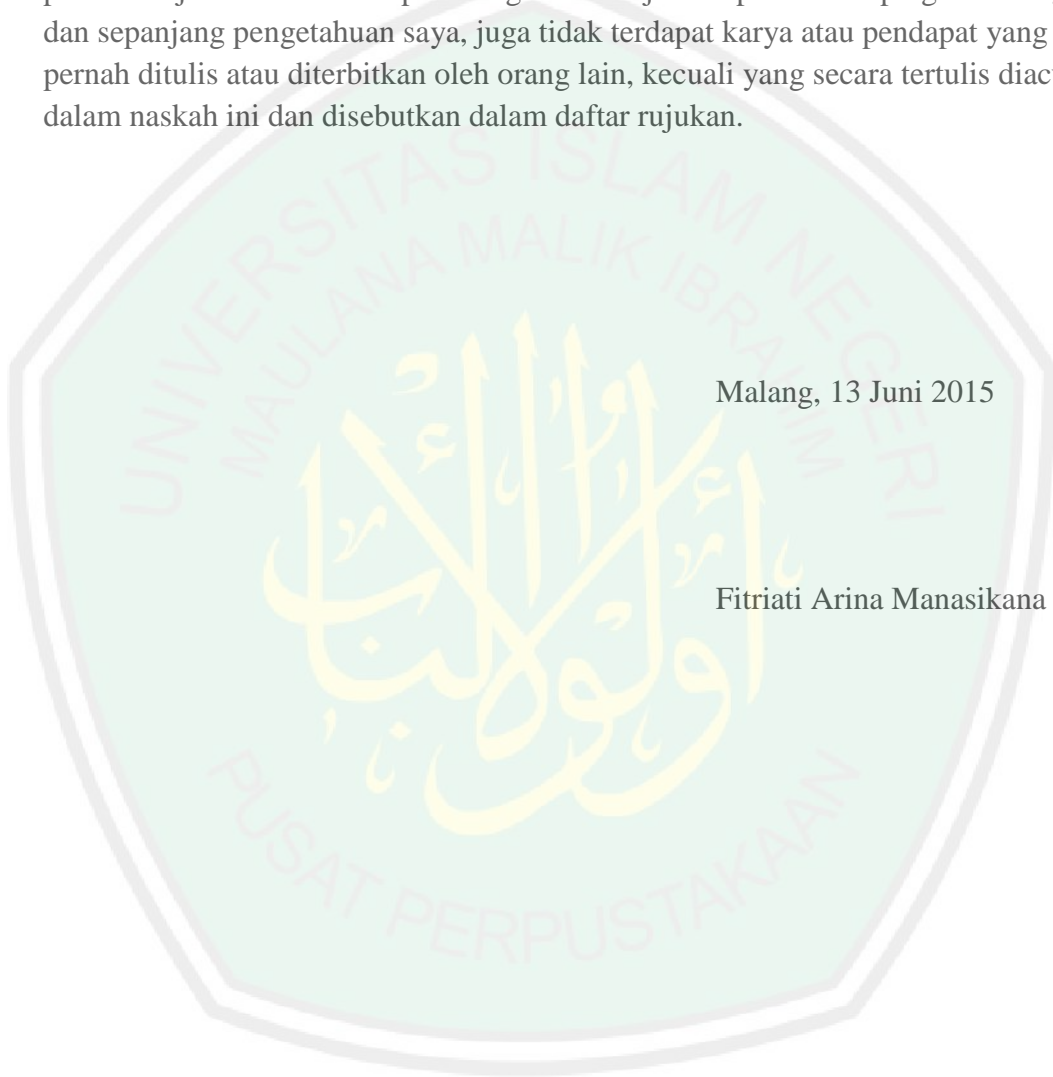 dan sepanjang pengetahuan saya, juga tidak terdapat karya atau pendapat yang
pernah ditulis atau diterbitkan oleh orang lain, kecuali yang secara tertulis diac
dalam naskah ini dan disebutkan dalam daftar rujukan.
UNIVERSITAS ISLAM NEGERI
MAULANA MALIK IBRAHIM
Malang, 13 Juni 2015
أولوا الألباب
Fitriati Arina Manasikana
PUSAT PERPUSTAKAAN